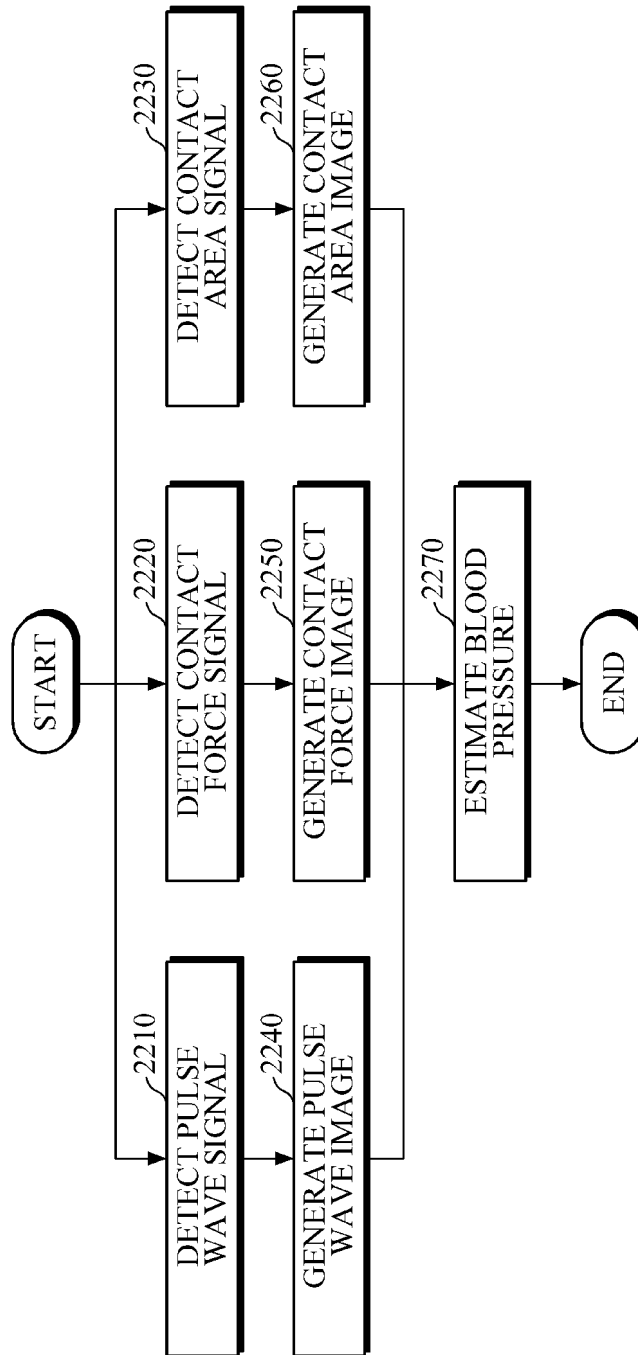 START
2210
DETECT PULSE
WAVE SIGNAL
2220
DETECT CONTACT
FORCE SIGNAL
2230
DETECT CONTACT
AREA SIGNAL
2240
GENERATE PULSE
WAVE IMAGE
2250
GENERATE CONTACT
FORCE IMAGE
2260
GENERATE CONTACT
AREA IMAGE
2270
ESTIMATE BLOOD
PRESSURE
END